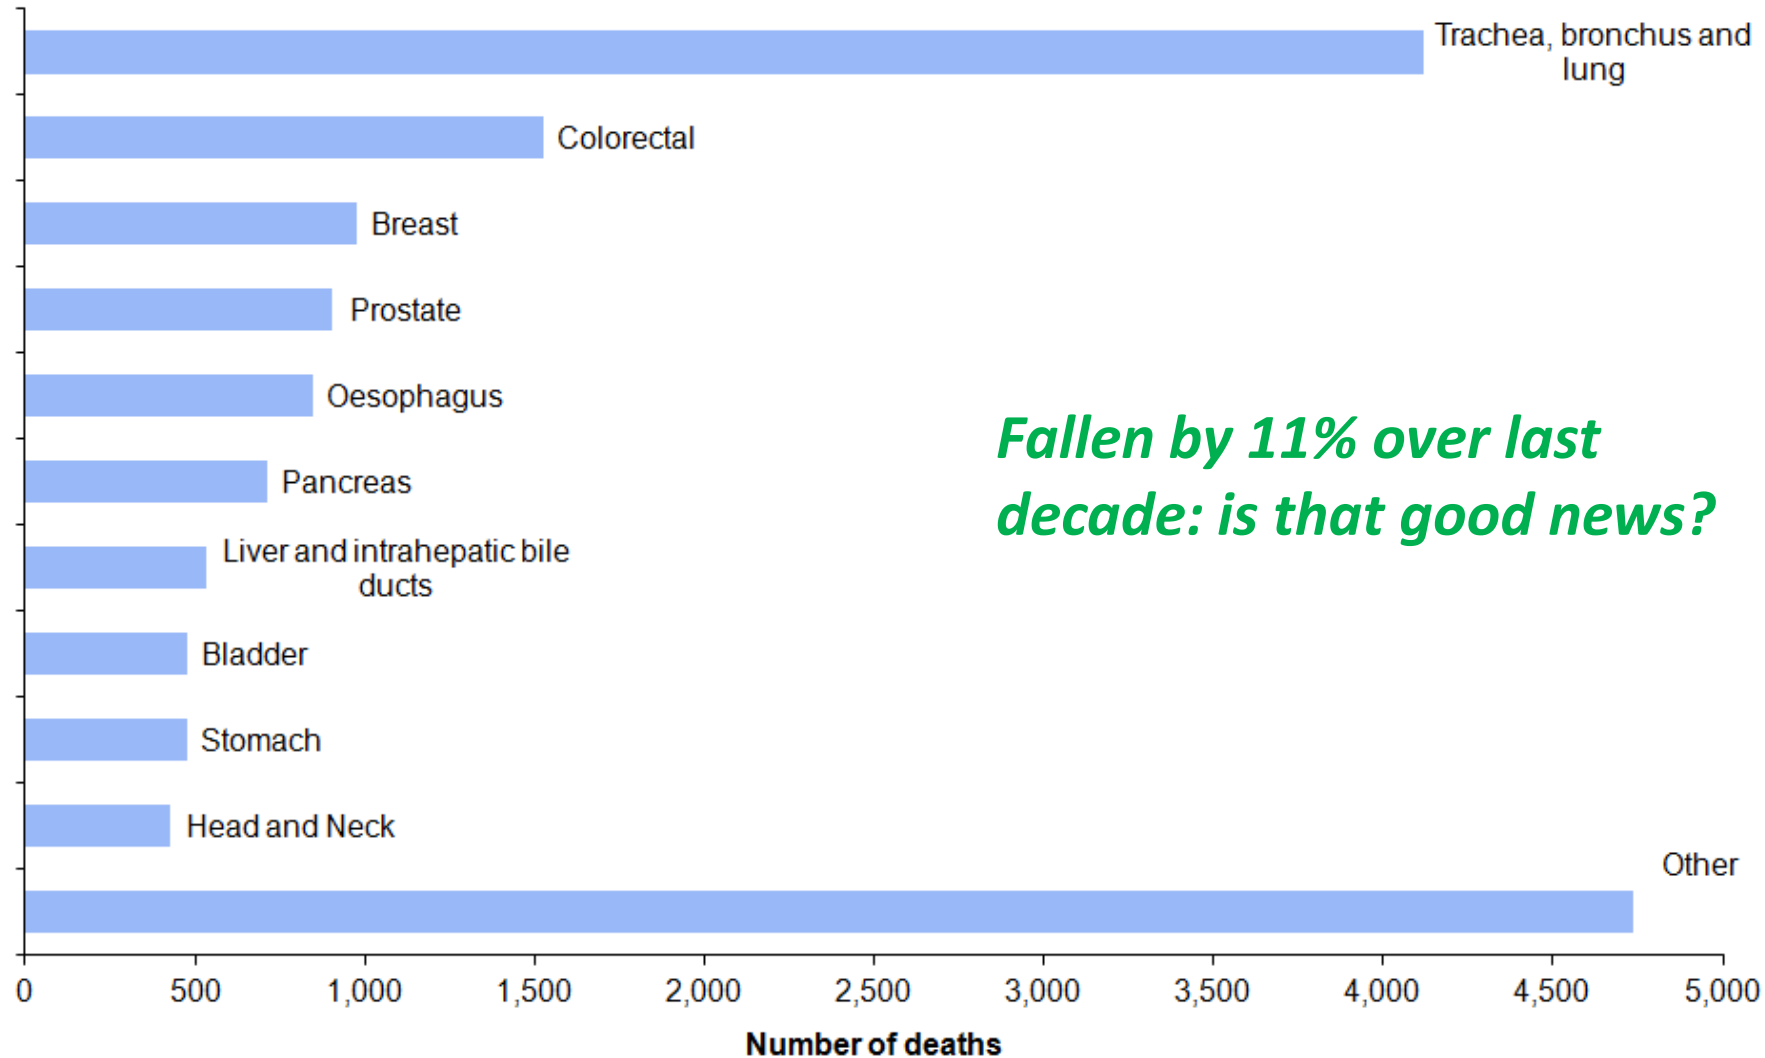 Trachea, bronchus and
lung
Colorectal
Breast
Prostate
Oesophagus
Fallen by 11% over last
decade: is that good news?
Pancreas
Liver and intrahepatic bile
ducts
Bladder
Stomach
Head and Neck
Other
0 500 1,000 1,500 2,000 2,500 3,000 3,500 4,000 4,500 5,000
Number of deaths